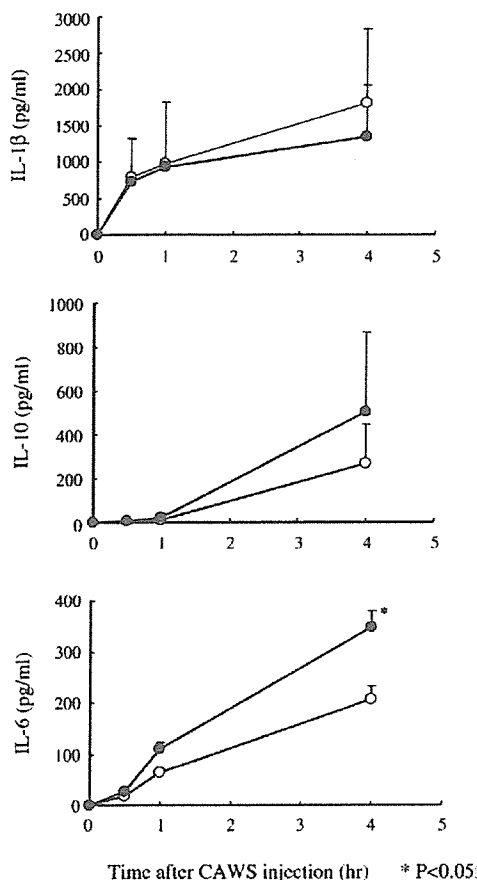 3000
2500
2000
1500
1000
500
0
IL-1β (pg/ml)
0 1 2 3 4 5
1000
800
600
400
200
0
IL-10 (pg/ml)
0 1 2 3 4 5
400
300
200
100
0
IL-6 (pg/ml)
*
0 1 2 3 4 5
Time after CAWS injection (hr) * P<0.05